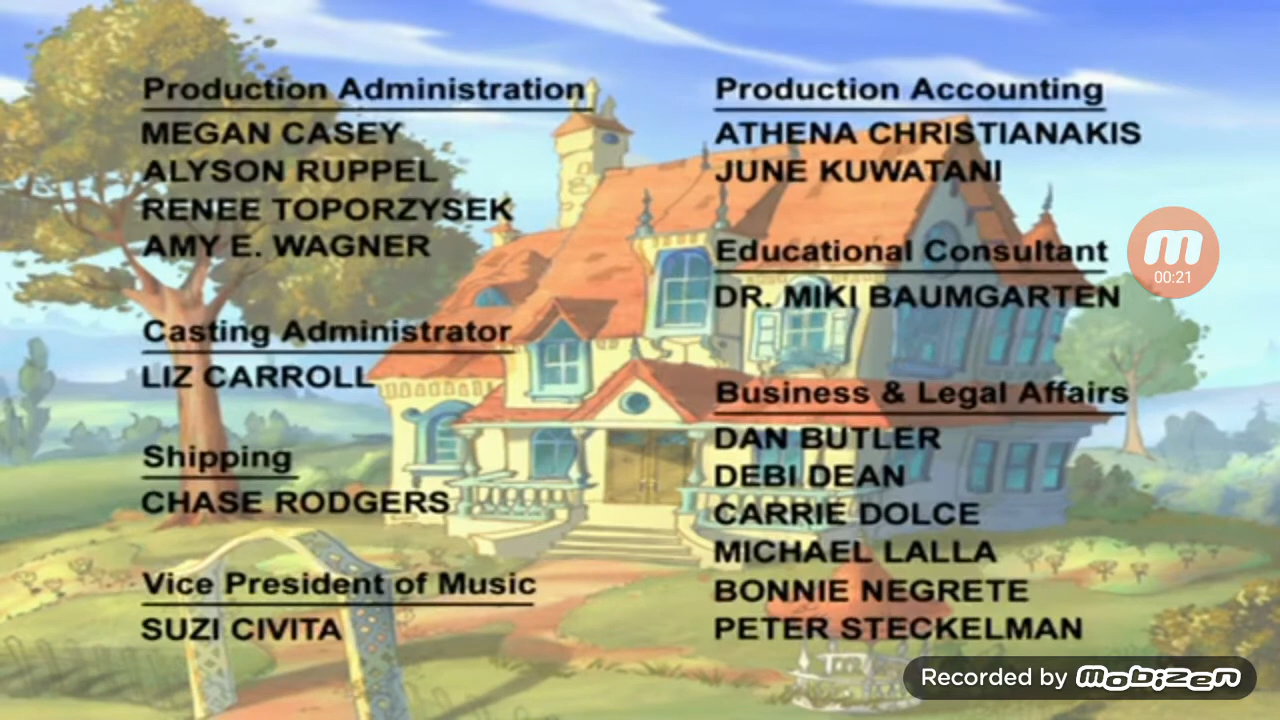 Production Administration
MEGAN CASEY
ALYSON RUPPEL
RENEE TOPORZYSEK
AMY E. WAGNER
Casting Administrator
LIZ CARROLL
Shipping
CHASE RODGERS
Vice President of Music
SUZI CIVITA
Production Accounting
ATHENA CHRISTIANAKIS
JUNE KUWATANI
Educational Consultant
DR. MIKI BAUMGARTEN
Business & Legal Affairs
DAN BUTLER
DEBI DEAN
CARRIE DOLCE
MICHAEL LALLA
BONNIE NEGRETE
PETER STECKELMAN
m
00:21
Recorded by mobizen